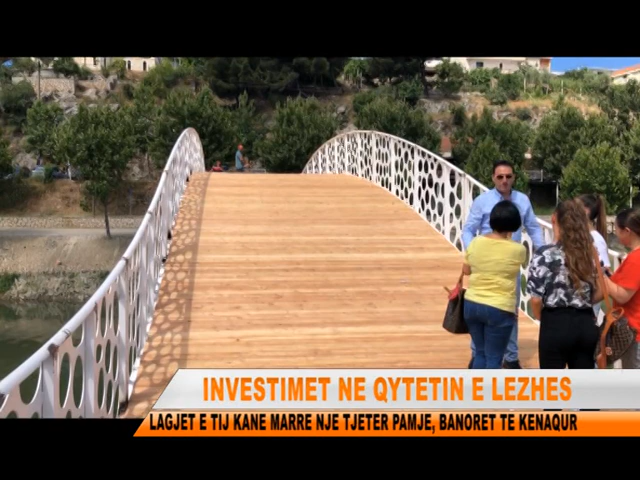 INVESTIMET NE QYTETIN E LEZHES
LAGJET E TIJ KANE MARRE NJE TJETER PAMJE, BANORET TE KENAQUR